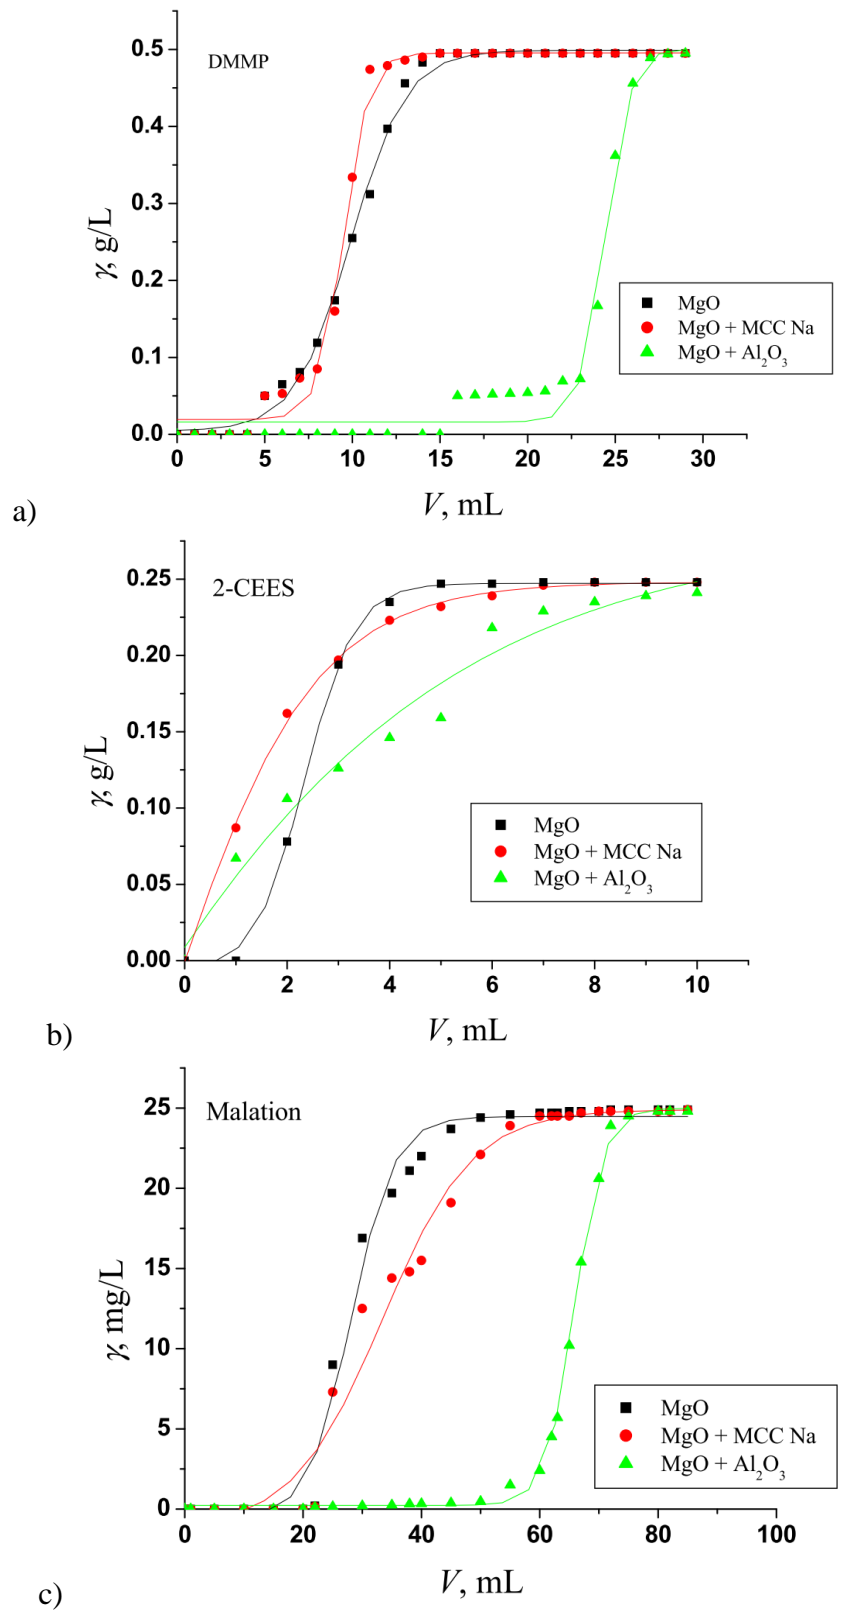 DMMP
0.5
0.4
0.3
0.2
0.1
0.0
γ, g/L
0 5 10 15 20 25 30
V, mL
MgO
MgO + MCC Na
MgO + Al₂O₃
a)
2-CEES
0.25
0.20
0.15
0.10
0.05
0.00
γ, g/L
0 2 4 6 8 10
V, mL
MgO
MgO + MCC Na
MgO + Al₂O₃
b)
Malation
25
20
15
10
5
0
γ, mg/L
0 20 40 60 80 100
V, mL
MgO
MgO + MCC Na
MgO + Al₂O₃
c)